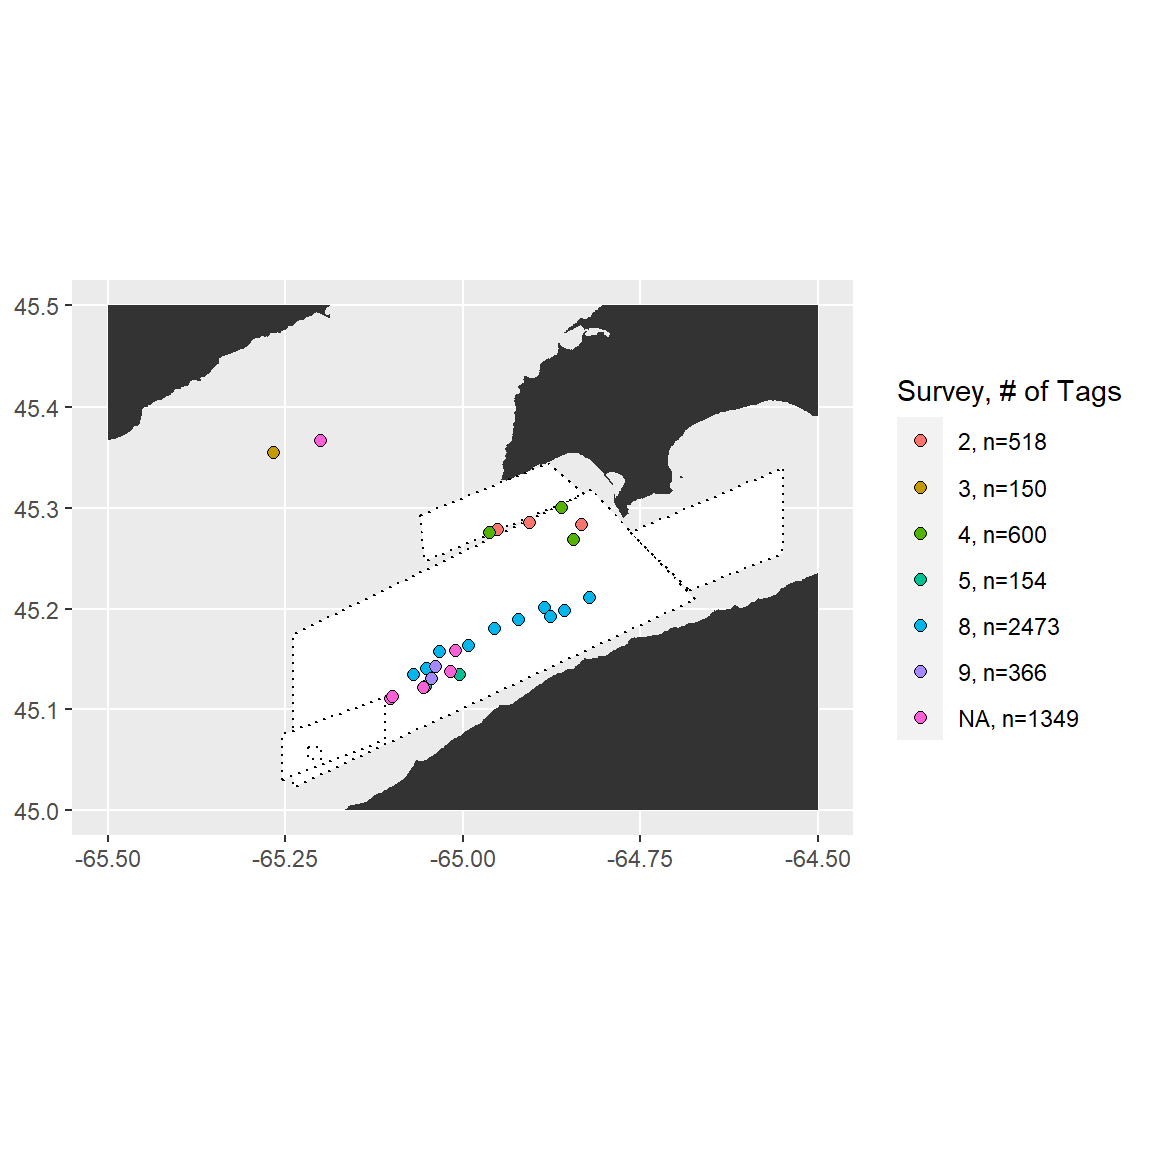 45.5
45.4
45.3
45.2
45.1
45.0
-65.50
-65.25
-65.00
-64.75
-64.50
Survey, # of Tags
2, n=518
3, n=150
4, n=600
5, n=154
8, n=2473
9, n=366
NA, n=1349